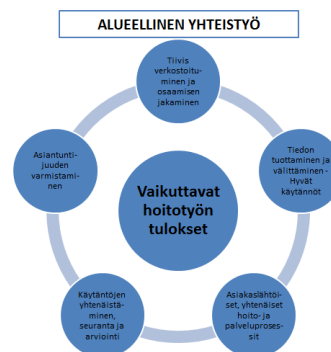 ALUEELLINEN YHTEISTYÖ
Tiivis
verkostoitu-
minen ja
osaamisen
jakaminen
Tiedon
tuottaminen ja
välittäminen -
Hyvät
käytännöt
Asiakaslähtöi-
set, yhtenäiset
hoito- ja
palveluproses-
sit
Käytäntöjen
yhtenäistä-
minen,
seuranta ja
arviointi
Asiantunti-
juuden
varmistami-
nen
Vaikuttavat
hoitotyön
tulokset